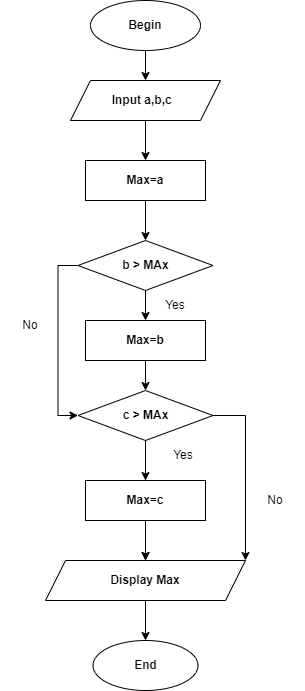 Begin
Input a,b,c
Max=a
b > MAx
Yes
No
Max=b
c > MAx
Yes
No
Max=c
Display Max
End